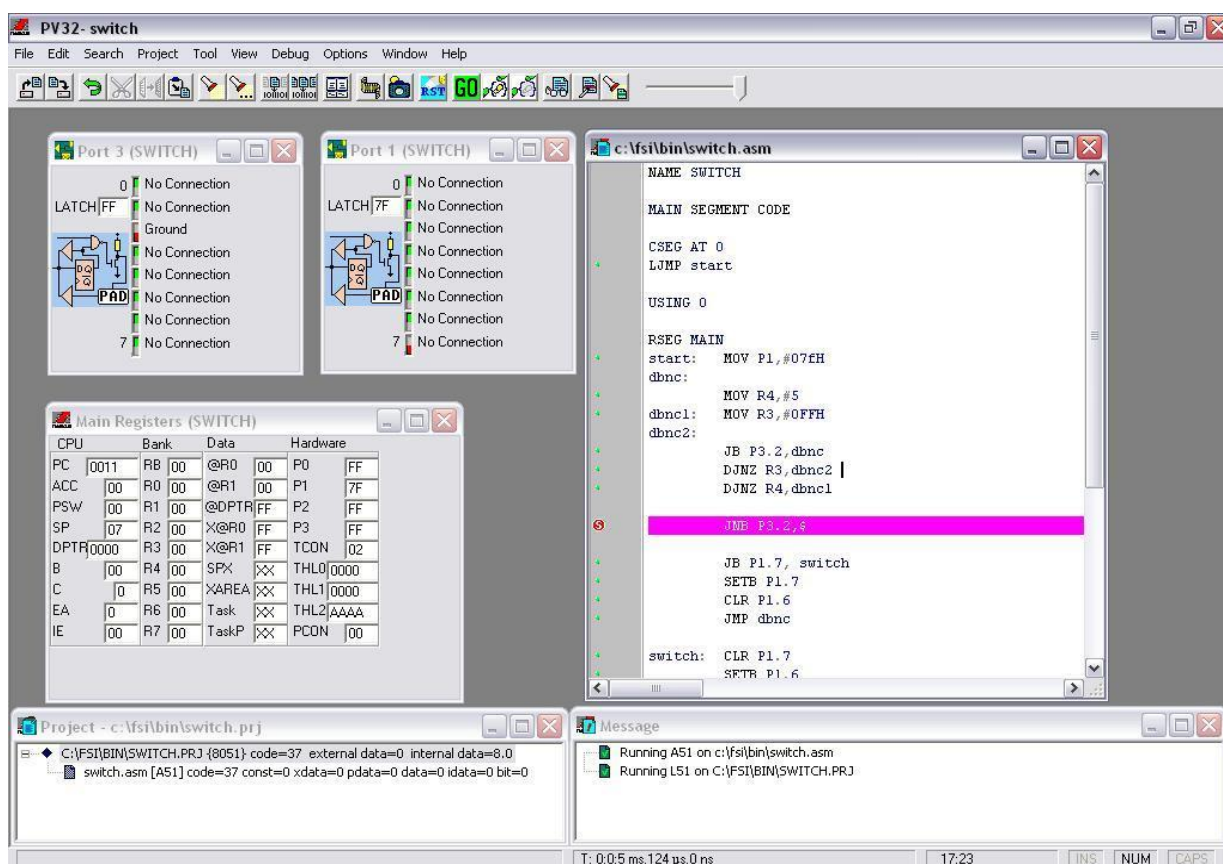 PV32- switch
File Edit Search Project Tool View Debug Options Window Help
RST GO
Port 3 (SWITCH)
0 No Connection
LATCH FF No Connection
Ground
No Connection
No Connection
PAD No Connection
No Connection
7 No Connection
Port 1 (SWITCH)
0 No Connection
LATCH 7F No Connection
No Connection
No Connection
No Connection
PAD No Connection
No Connection
7 No Connection
Main Registers (SWITCH)
CPU Bank Data Hardware
PC 0011 RB 00 @R0 00 P0 FF
ACC 00 R0 00 @R1 00 P1 7F
PSW 00 R1 00 @DPTR FF P2 FF
SP 07 R2 00 X@R0 FF P3 FF
DPTR 0000 R3 00 X@R1 FF TCON 02
B 00 R4 00 SPX XX THL0 0000
C 0 R5 00 XAREA XX THL1 0000
EA 0 R6 00 Task XX THL2 AAAA
IE 00 R7 00 TaskP XX PCON 00
c:\fsi\bin\switch.asm
NAME SWITCH
MAIN SEGMENT CODE
CSEG AT 0
LJMP start
USING 0
RSEG MAIN
start: MOV P1,#07fH
dbnc:
MOV R4,#5
dbnc1: MOV R3,#0FFH
dbnc2:
JB P3.2,dbnc
DJNZ R3,dbnc2
DJNZ R4,dbnc1
JNB P3.2,$
JB P1.7, switch
SETB P1.7
CLR P1.6
JMP dbnc
switch: CLR P1.7
SETB P1.6
Project - c:\fsi\bin\switch.prj
C:\FSI\BIN\SWITCH.PRJ {8051} code=37 external data=0 internal data=8.0
switch.asm [A51] code=37 const=0 xdata=0 pdata=0 data=0 idata=0 bit=0
Message
Running A51 on c:\fsi\bin\switch.asm
Running L51 on C:\FSI\BIN\SWITCH.PRJ
T: 0:0:5 ms,124 µs,0 ns 17:23 INS NUM CAPS